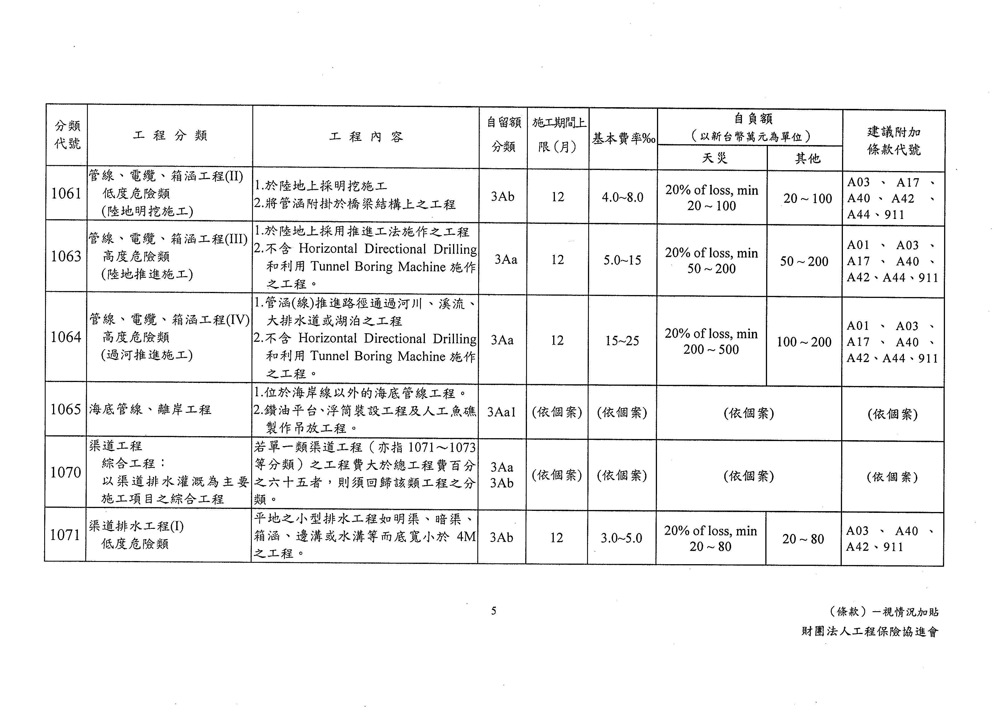 分類
代號
工程分類
工程內容
自留額
分類
施工期間上
限(月)
基本費率‰
自負額
（以新台幣萬元為單位）
天災
其他
建議附加
條款代號
1061
管線、電纜、箱涵工程(II)
低度危險類
(陸地明挖施工)
1.於陸地上採明挖施工
2.將管涵附掛於橋梁結構上之工程
3Ab
12
4.0~8.0
20% of loss, min
20～100
20～100
A03、A17、
A40、A42、
A44、911
1063
管線、電纜、箱涵工程(III)
高度危險類
(陸地推進施工)
1.於陸地上採用推進工法施作之工程
2.不含 Horizontal Directional Drilling
和利用 Tunnel Boring Machine 施作
之工程。
3Aa
12
5.0~15
20% of loss, min
50～200
50～200
A01、A03、
A17、A40、
A42、A44、911
1064
管線、電纜、箱涵工程(IV)
高度危險類
(過河推進施工)
1.管涵(線)推進路徑通過河川、溪流、
大排水道或湖泊之工程
2.不含 Horizontal Directional Drilling
和利用 Tunnel Boring Machine 施作
之工程。
3Aa
12
15~25
20% of loss, min
200～500
100～200
A01、A03、
A17、A40、
A42、A44、911
1065
海底管線、離岸工程
1.位於海岸線以外的海底管線工程。
2.鑽油平台、浮筒裝設工程及人工魚礁
製作吊放工程。
3Aa1
(依個案)
(依個案)
(依個案)
(依個案)
1070
渠道工程
綜合工程：
以渠道排水灌溉為主要
施工項目之綜合工程
若單一類渠道工程（亦指 1071～1073
等分類）之工程費大於總工程費百分
之六十五者，則須回歸該類工程之分
類。
3Aa
3Ab
(依個案)
(依個案)
(依個案)
(依個案)
1071
渠道排水工程(I)
低度危險類
平地之小型排水工程如明渠、暗渠、
箱涵、邊溝或水溝等而底寬小於 4M
之工程。
3Ab
12
3.0~5.0
20% of loss, min
20～80
20～80
A03、A40、
A42、911
5
（條款）－視情況加貼
財團法人工程保險協進會